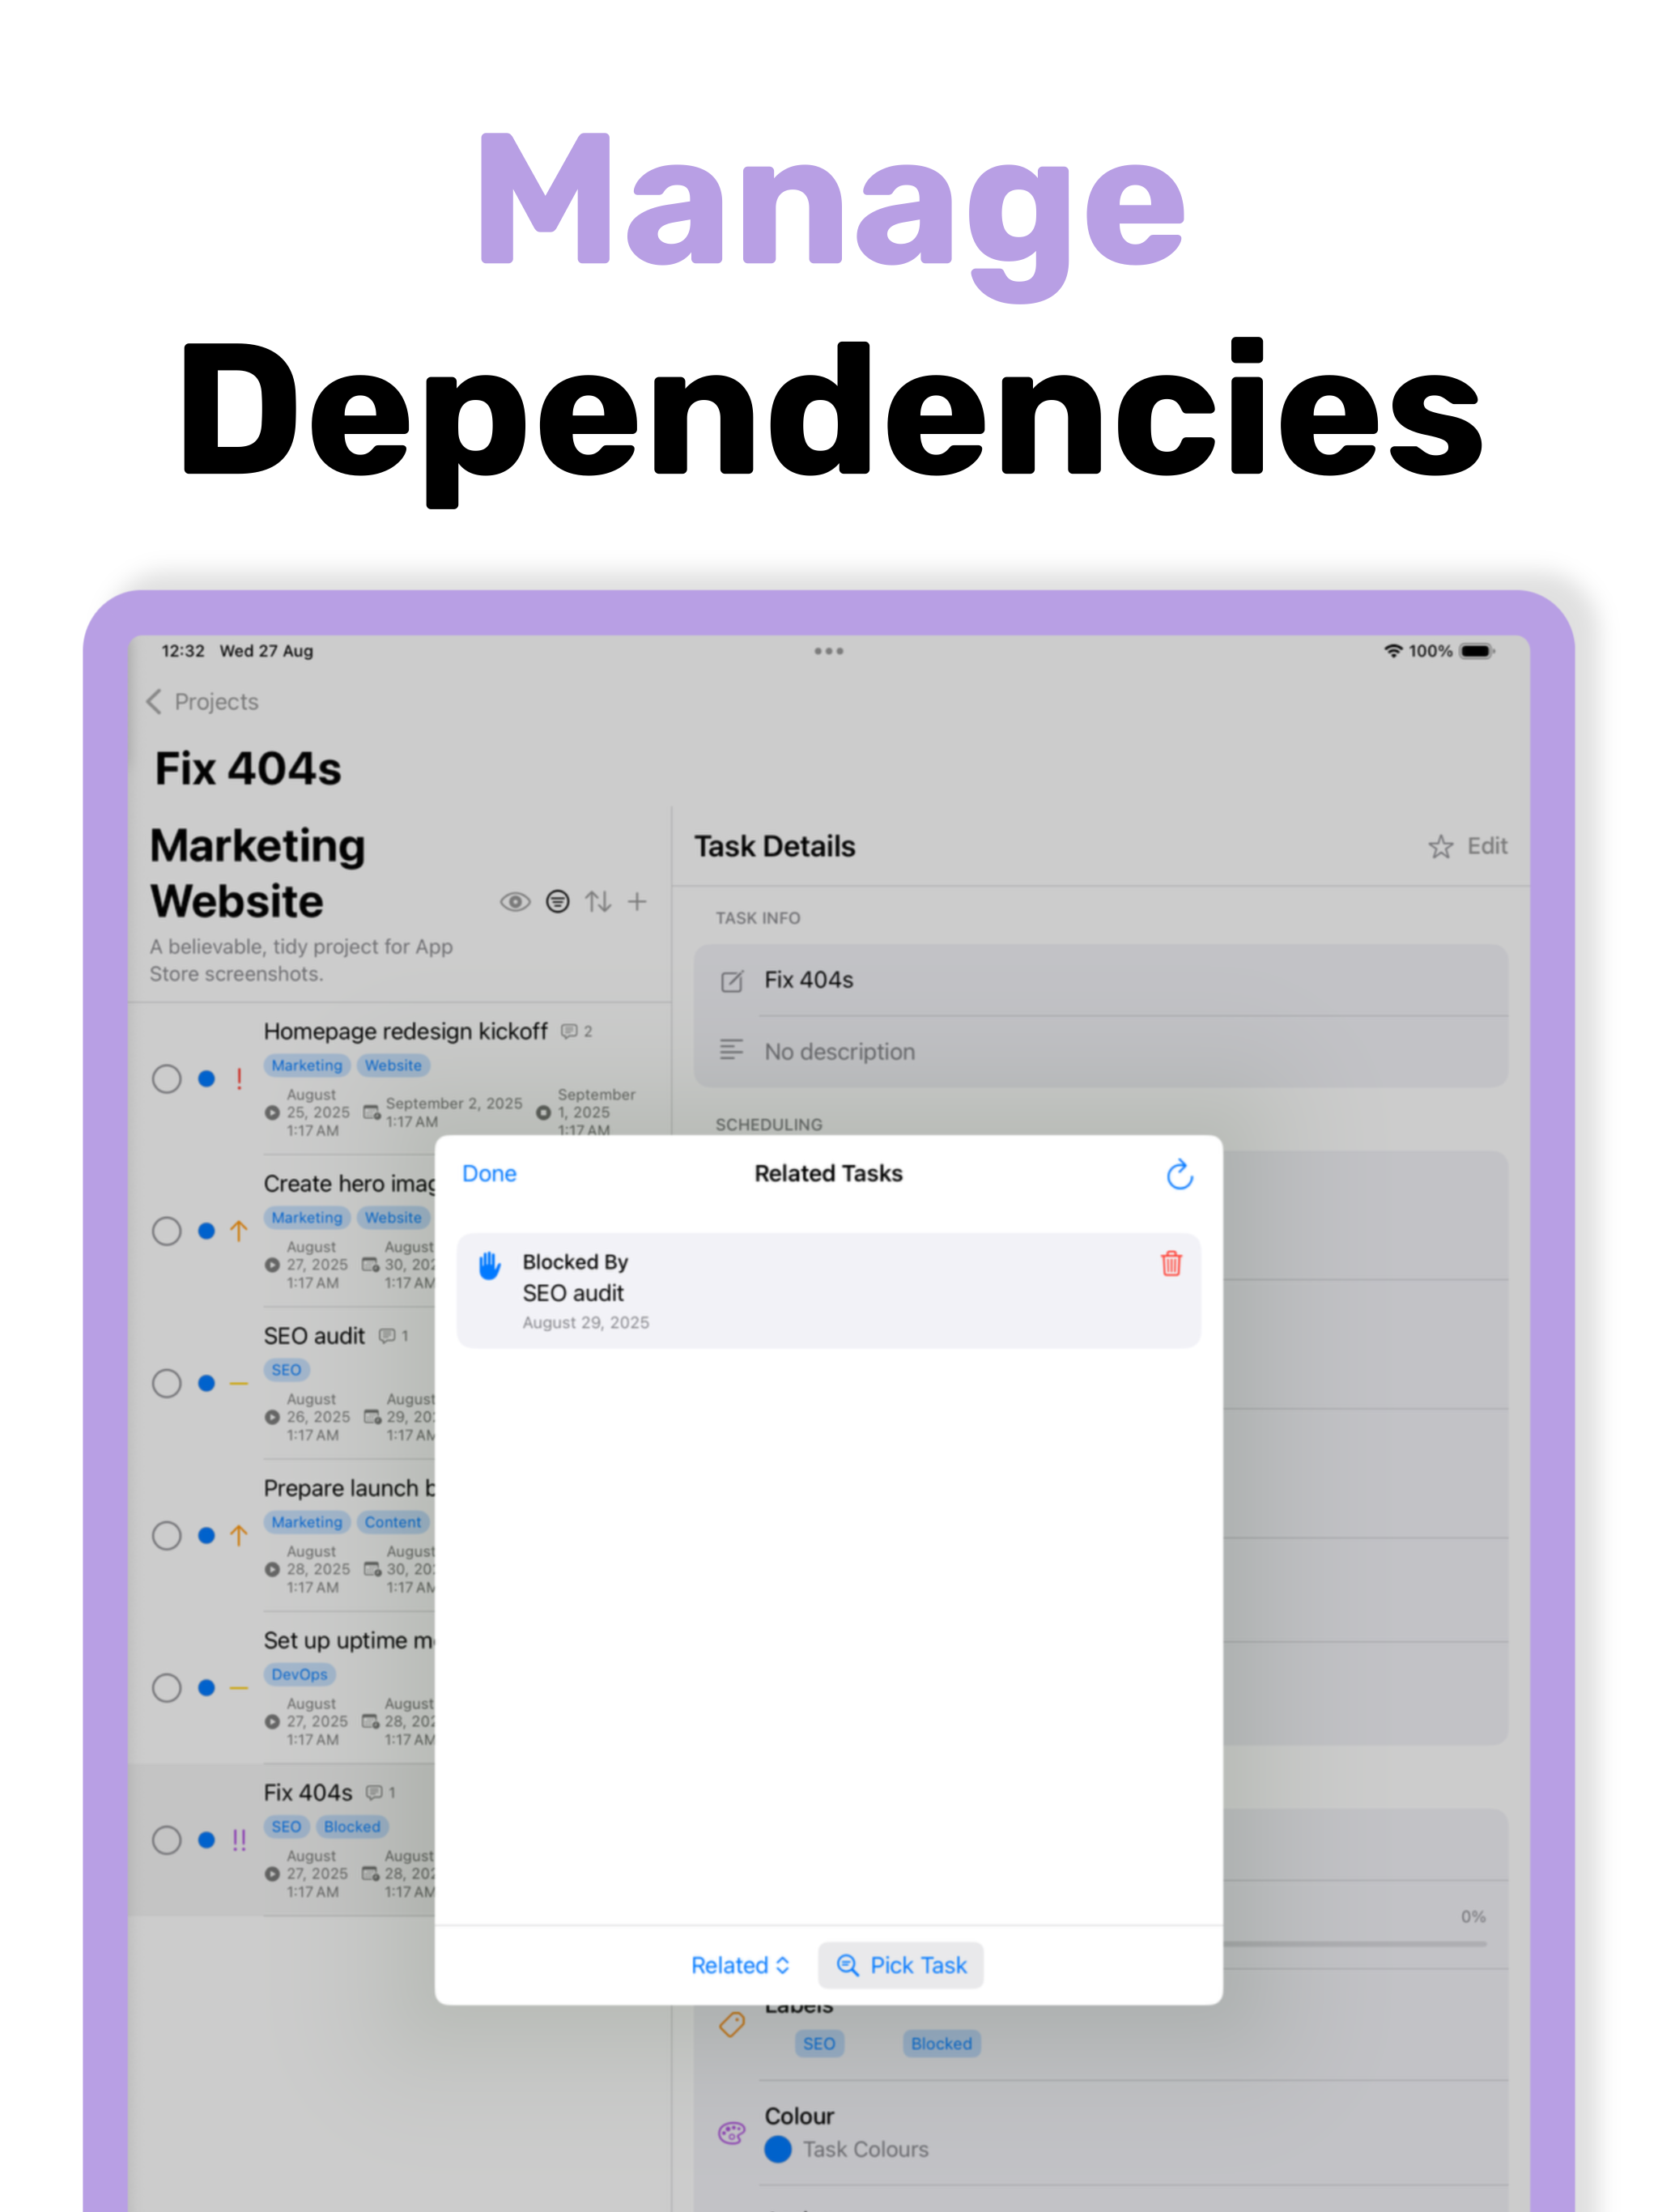 Manage
Dependencies
12:32 Wed 27 Aug
100%
Projects
Fix 404s
Marketing
Website
A believable, tidy project for App
Store screenshots.
Homepage redesign kickoff 2
Marketing Website
August
25, 2025
1:17 AM
September 2, 2025
1:17 AM
September
1, 2025
1:17 AM
Create hero imag
Marketing Website
August
27, 2025
1:17 AM
August
30, 202
1:17 AM
SEO audit 1
SEO
August
26, 2025
1:17 AM
August
29, 20
1:17 AM
Prepare launch b
Marketing Content
August
28, 2025
1:17 AM
August
30, 20
1:17 AM
Set up uptime m
DevOps
August
27, 2025
1:17 AM
August
28, 202
1:17 AM
Fix 404s 1
SEO Blocked
August
27, 2025
1:17 AM
August
28, 202
1:17 AM
Task Details
Edit
TASK INFO
Fix 404s
No description
SCHEDULING
Done
Related Tasks
Blocked By
SEO audit
August 29, 2025
Related
Pick Task
0%
Labels
SEO Blocked
Colour
Task Colours